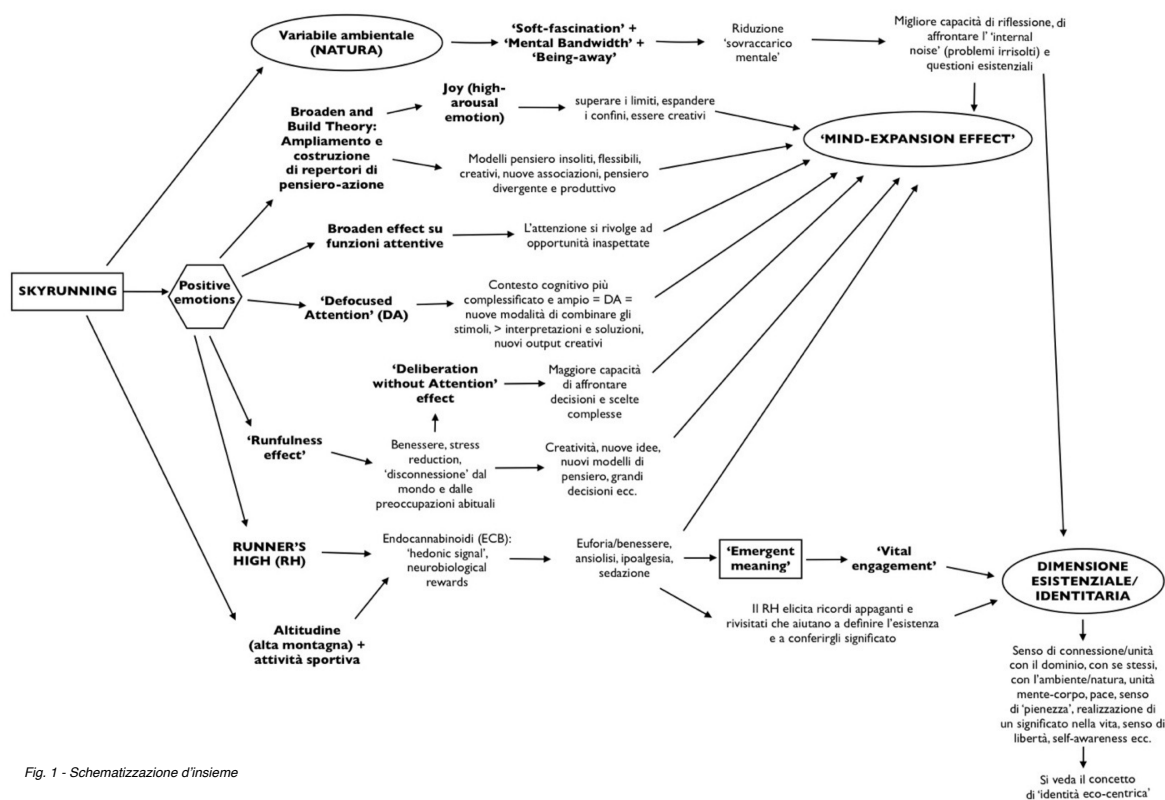 Variabile ambientale
(NATURA)
‘Soft-fascination’ +
‘Mental Bandwidth’ +
‘Being-away’
Riduzione
‘sovraccarico
mentale’
Migliore capacità di riflessione, di
affrontare l’ ‘internal
noise’ (problemi irrisolti) e
questioni esistenziali
Broaden and
Build Theory:
Ampliamento e
costruzione
di repertori di
pensiero-azione
Joy (high-
arousal
emotion)
superare i limiti, espandere
i confini, essere creativi
‘MIND-EXPANSION EFFECT’
Modelli pensiero insoliti, flessibili,
creativi, nuove associazioni, pensiero
divergente e produttivo
Broaden effect su
funzioni attentive
L’attenzione si rivolge ad
opportunità inaspettate
SKYRUNNING
Positive
emotions
‘Defocused
Attention’ (DA)
Contesto cognitivo più
complessificato e ampio = DA =
nuove modalità di combinare gli
stimoli, > interpretazioni e soluzioni,
nuovi output creativi
‘Deliberation
without Attention’
effect
Maggiore capacità
di affrontare
decisioni e scelte
complesse
‘Runfulness
effect’
Benessere, stress
reduction,
‘disconnessione’ dal
mondo e dalle
preoccupazioni abituali
Creatività, nuove idee,
nuovi modelli di
pensiero, grandi
decisioni ecc.
RUNNER’S
HIGH (RH)
Endocannabinoidi (ECB):
‘hedonic signal’,
neurobiological
rewards
Euforia/benessere,
ansiolisi, ipoalgesia,
sedazione
‘Emergent
meaning’
‘Vital
engagement’
DIMENSIONE
ESISTENZIALE/
IDENTITARIA
Il RH elicita ricordi appaganti e
rivisitati che aiutano a definire l’esistenza
e a conferirgli significato
Altitudine
(alta montagna) +
attività sportiva
Senso di connessione/unità
con il dominio, con se stessi,
con l’ambiente/natura, unità
mente-corpo, pace, senso
di ‘pienezza’, realizzazione di
un significato nella vita, senso di
libertà, self-awareness ecc.
Si veda il concetto
di ‘identità eco-centrica’
Fig. 1 - Schematizzazione d’insieme